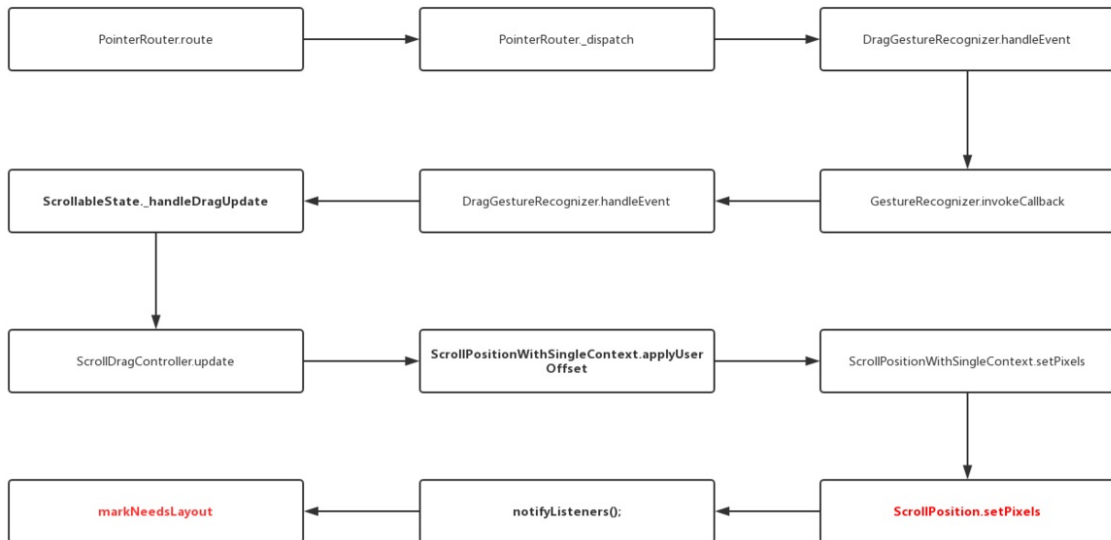 PointerRouter.route
PointerRouter._dispatch
DragGestureRecognizer.handleEvent
ScrollableState._handleDragUpdate
DragGestureRecognizer.handleEvent
GestureRecognizer.invokeCallback
ScrollDragController.update
ScrollPositionWithSingleContext.applyUser
Offset
ScrollPositionWithSingleContext.setPixels
markNeedsLayout
notifyListeners();
ScrollPosition.setPixels